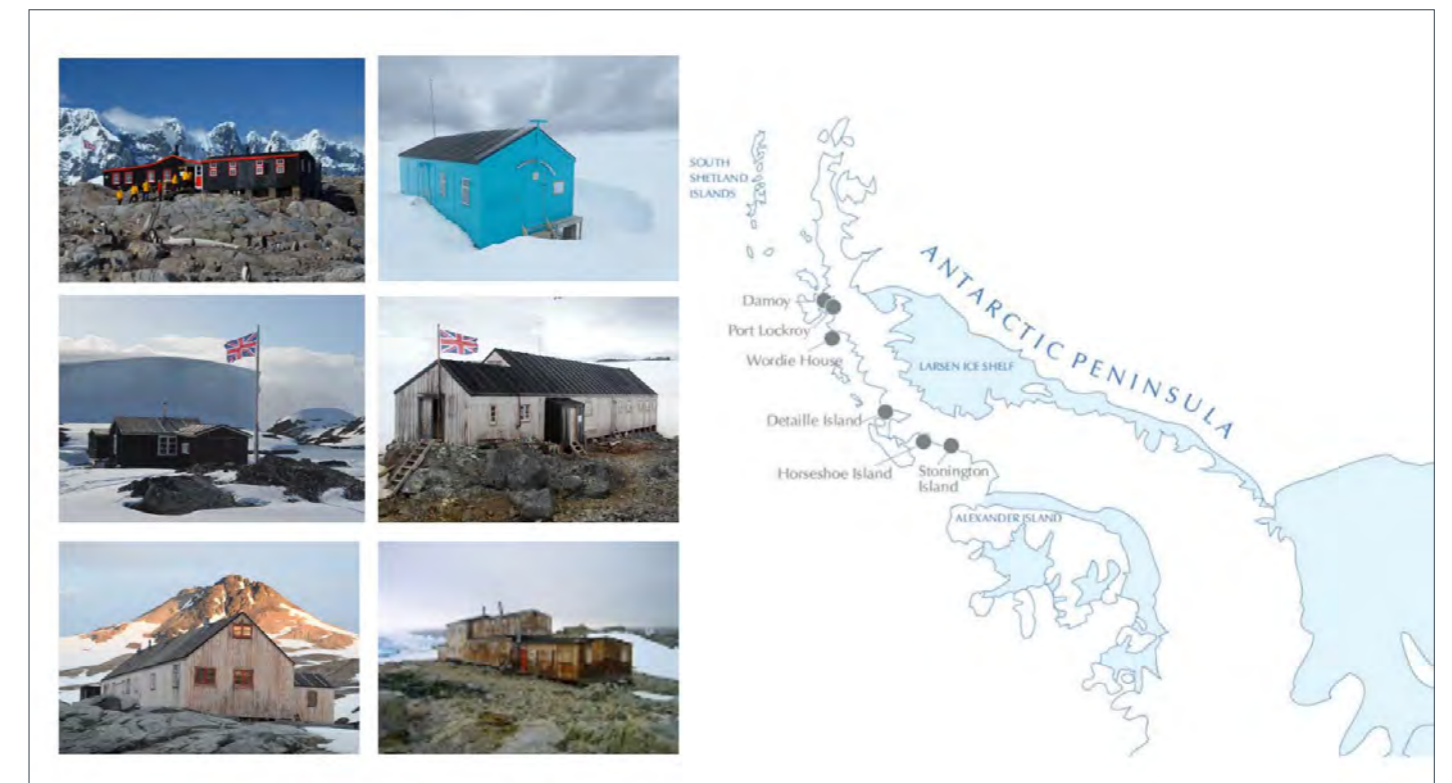 SOUTH
SHETLAND
ISLANDS
ANTARCTIC PENINSULA
Damoy
Port Lockroy
Wordie House
LARSEN ICE SHELF
Detaille Island
Horseshoe Island
Stonington
Island
ALEXANDER ISLAND